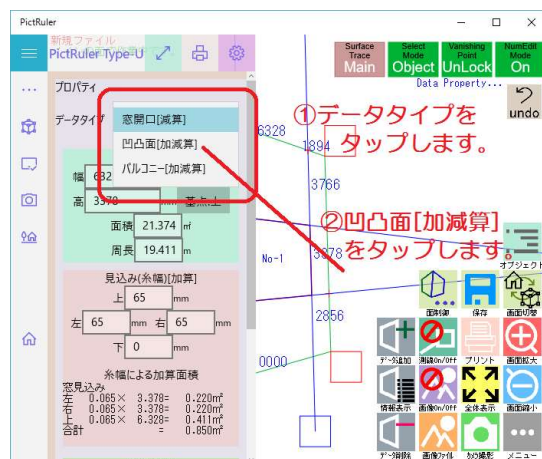 PictRuler
新規ファイル
PictRuler Type-U
Surface Trace Main
Select Mode Object
Vanishing Point UnLock
NumEdit Mode On
Data Property...
undo
プロパティ
データタイプ
窓開口[減算]
凹凸面[加減算]
バルコニー[加減算]
①データタイプを
タップします。
②凹凸面[加減算]
をタップします。
6328
1894
3766
3378
2856
0000
No-1
幅 632
高 3378 mm 基点:上
面積 21.374 ㎡
周長 19.411 m
見込み(糸幅)[加算]
上 65 mm
左 65 mm 右 65 mm
下 0 mm
糸幅による加算面積
窓見込み
左 0.065× 3.378= 0.220㎡
右 0.065× 3.378= 0.220㎡
上 0.065× 6.328= 0.411㎡
合計 = 0.850㎡
オブジェクト
面制御
保存
画面切替
データ追加
測線On/Off
プリント
画面拡大
情報表示
画像On/Off
全体表示
画面縮小
データ削除
画像ファイル
カメラ撮影
メニュー